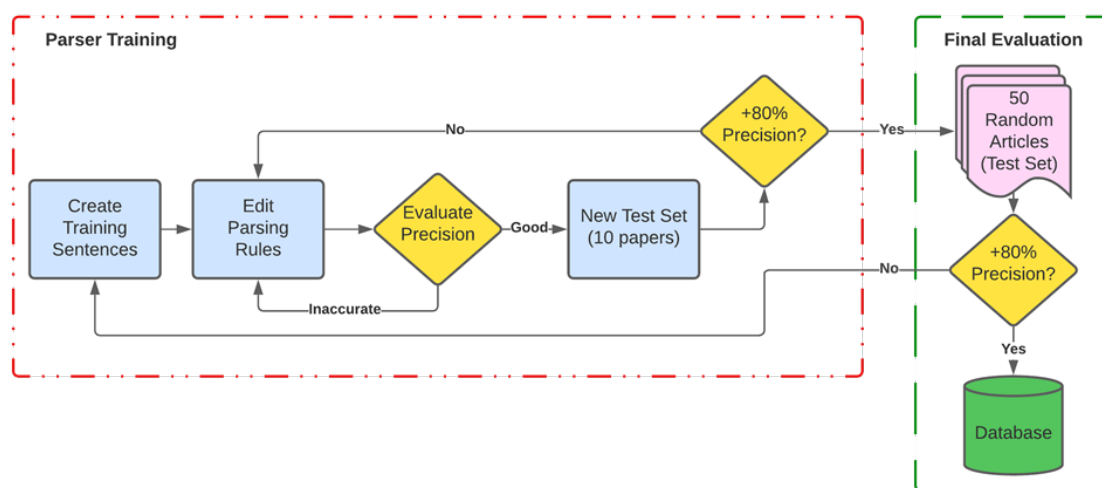 Parser Training
Final Evaluation
50
Random
Articles
(Test Set)
+80%
Precision?
No
Yes
Create
Training
Sentences
Edit
Parsing
Rules
Evaluate
Precision
Good
New Test Set
(10 papers)
Inaccurate
+80%
Precision?
No
Yes
Database